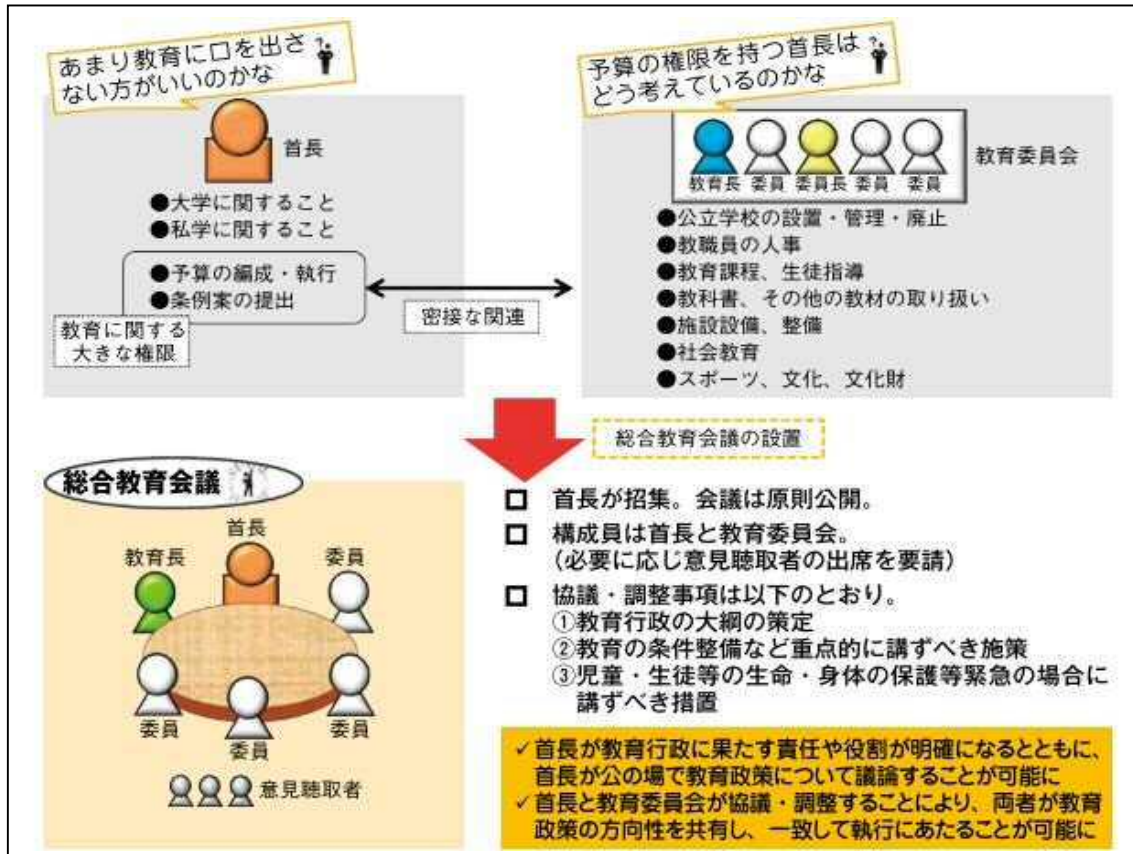 あまり教育に口を出さ
ない方がいいのかな
首長
●大学に関すること
●私学に関すること
●予算の編成・執行
●条例案の提出
教育に関する
大きな権限
密接な関連
予算の権限を持つ首長は
どう考えているのかな
教育長 委員 委員長 委員 委員
教育委員会
●公立学校の設置・管理・廃止
●教職員の人事
●教育課程、生徒指導
●教科書、その他の教材の取り扱い
●施設設備、整備
●社会教育
●スポーツ、文化、文化財
総合教育会議の設置
総合教育会議
首長
教育長
委員
委員
委員
委員
意見聴取者
□ 首長が招集。会議は原則公開。
□ 構成員は首長と教育委員会。
(必要に応じ意見聴取者の出席を要請)
□ 協議・調整事項は以下のとおり。
①教育行政の大綱の策定
②教育の条件整備など重点的に講ずべき施策
③児童・生徒等の生命・身体の保護等緊急の場合に
講ずべき措置
✓首長が教育行政に果たす責任や役割が明確になるとともに、
首長が公の場で教育政策について議論することが可能に
✓首長と教育委員会が協議・調整することにより、両者が教育
政策の方向性を共有し、一致して執行にあたることが可能に